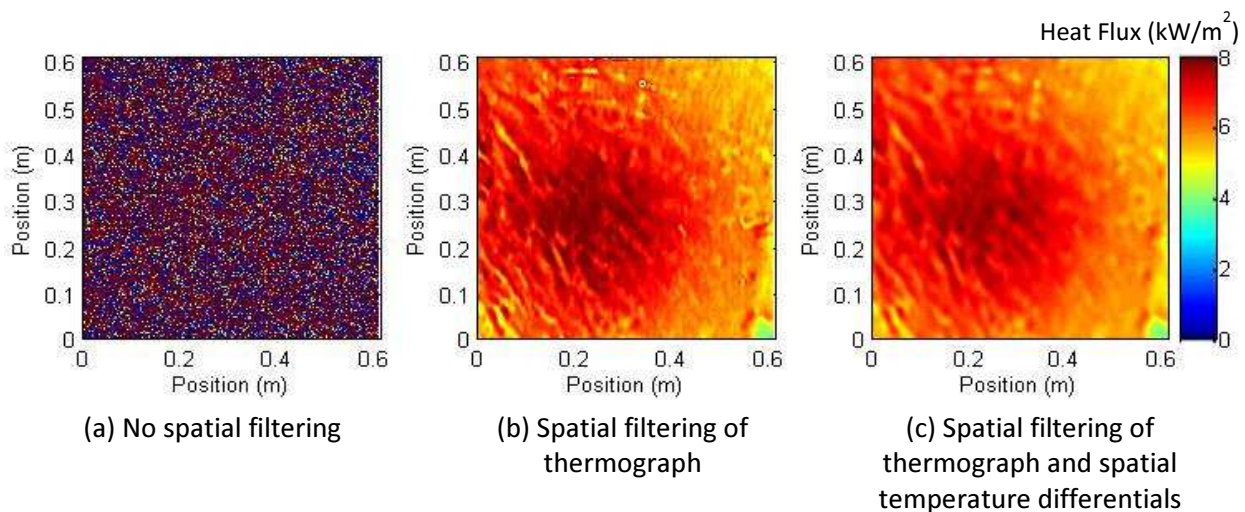 Heat Flux (kW/m²)
0.6
0.5
0.4
0.3
0.2
0.1
0
Position (m)
0
0.2
0.4
0.6
Position (m)
(a) No spatial filtering
0.6
0.5
0.4
0.3
0.2
0.1
0
Position (m)
0
0.2
0.4
0.6
Position (m)
(b) Spatial filtering of
thermograph
0.6
0.5
0.4
0.3
0.2
0.1
0
Position (m)
0
0.2
0.4
0.6
Position (m)
8
6
4
2
0
(c) Spatial filtering of
thermograph and spatial
temperature differentials